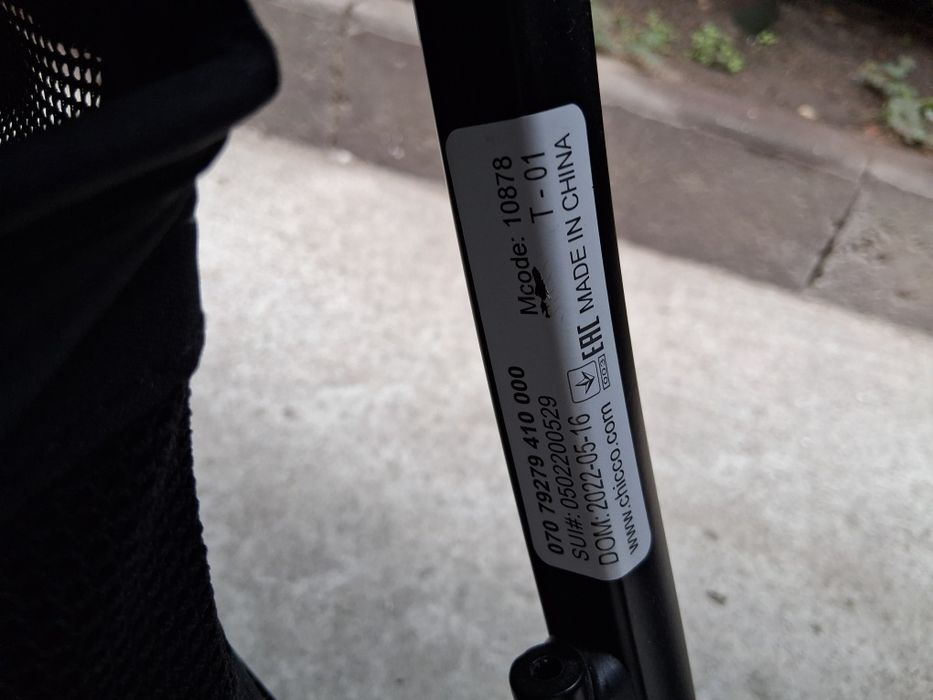 070 79279 410 000 Mcode: 10878
SUI#: 0502200529 T - 01
DOM: 2022-05-16 EAC MADE IN CHINA
www.chicco.com 003